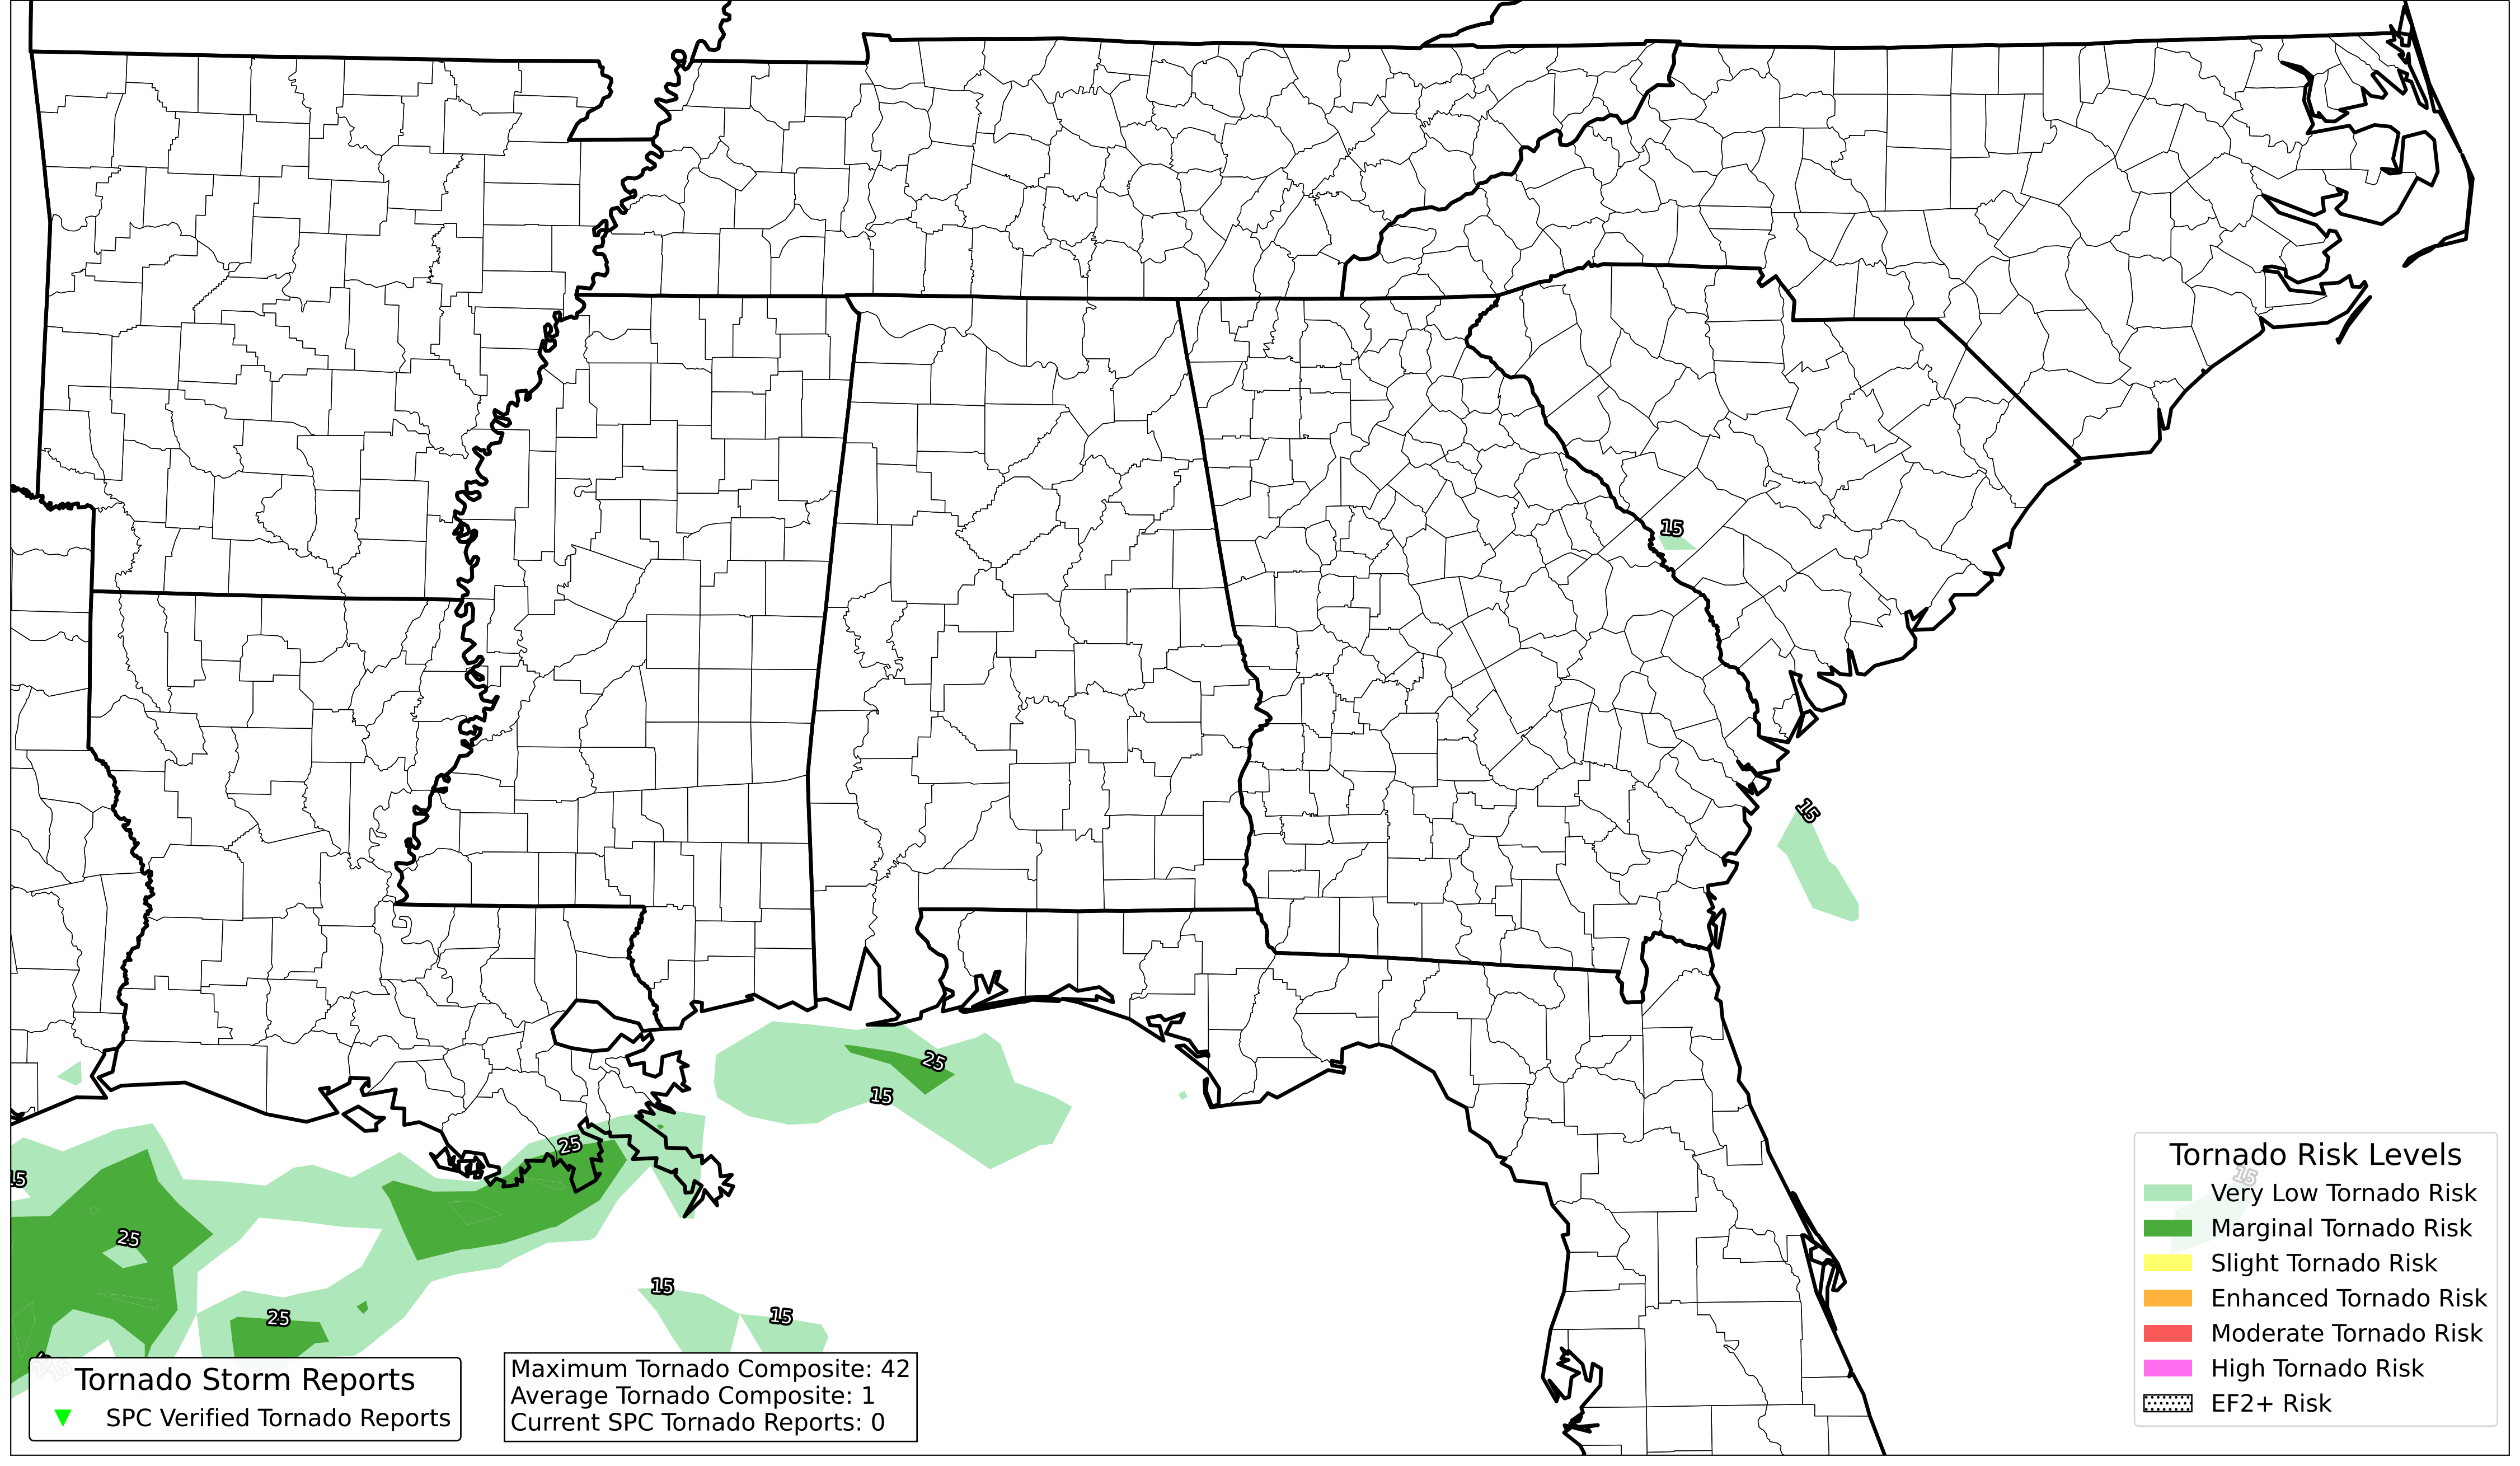 15
15
25
15
25
15
25
15
25
15
15
Tornado Risk Levels
Very Low Tornado Risk
Marginal Tornado Risk
Slight Tornado Risk
Enhanced Tornado Risk
Moderate Tornado Risk
High Tornado Risk
EF2+ Risk
Tornado Storm Reports
SPC Verified Tornado Reports
Maximum Tornado Composite: 42
Average Tornado Composite: 1
Current SPC Tornado Reports: 0